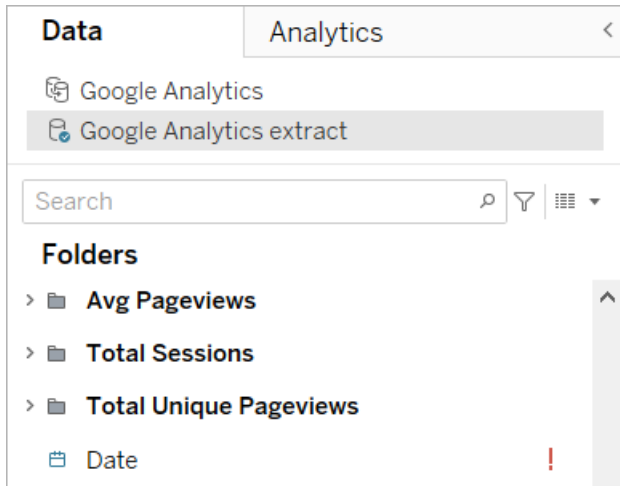 Data Analytics
Google Analytics
Google Analytics extract
Search
Folders
Avg Pageviews
Total Sessions
Total Unique Pageviews
Date !